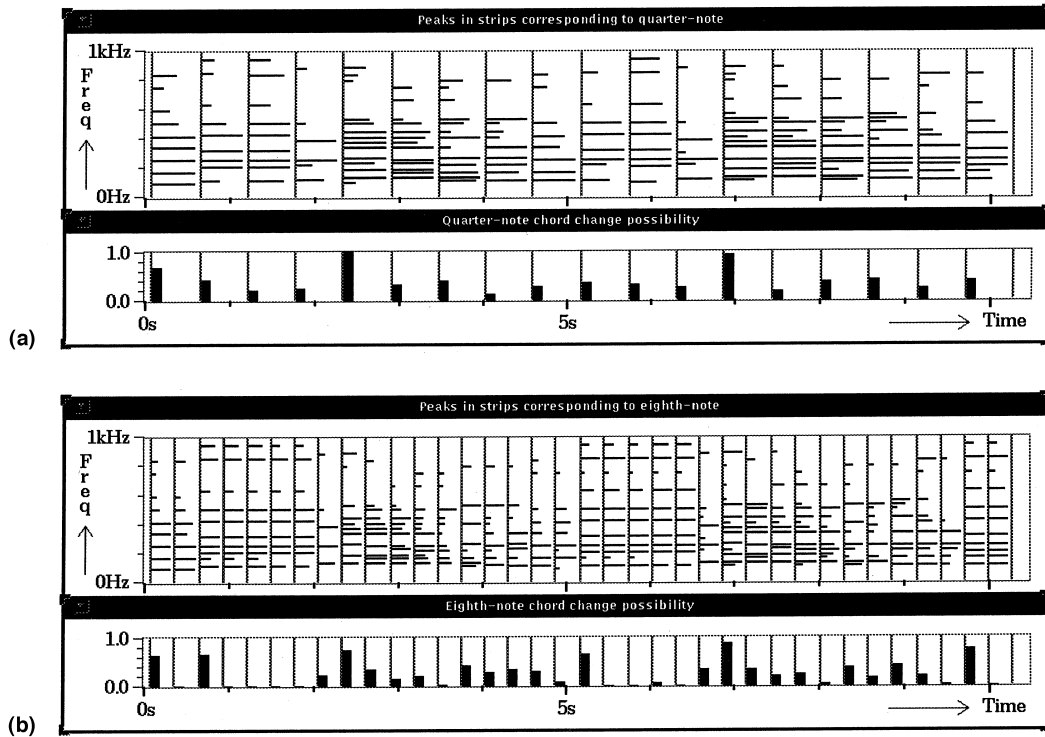 Peaks in strips corresponding to quarter-note
1kHz
Freq
0Hz
Quarter-note chord change possibility
1.0
0.0
0s
5s
Time
(a)
Peaks in strips corresponding to eighth-note
1kHz
Freq
0Hz
Eighth-note chord change possibility
1.0
0.0
0s
5s
Time
(b)